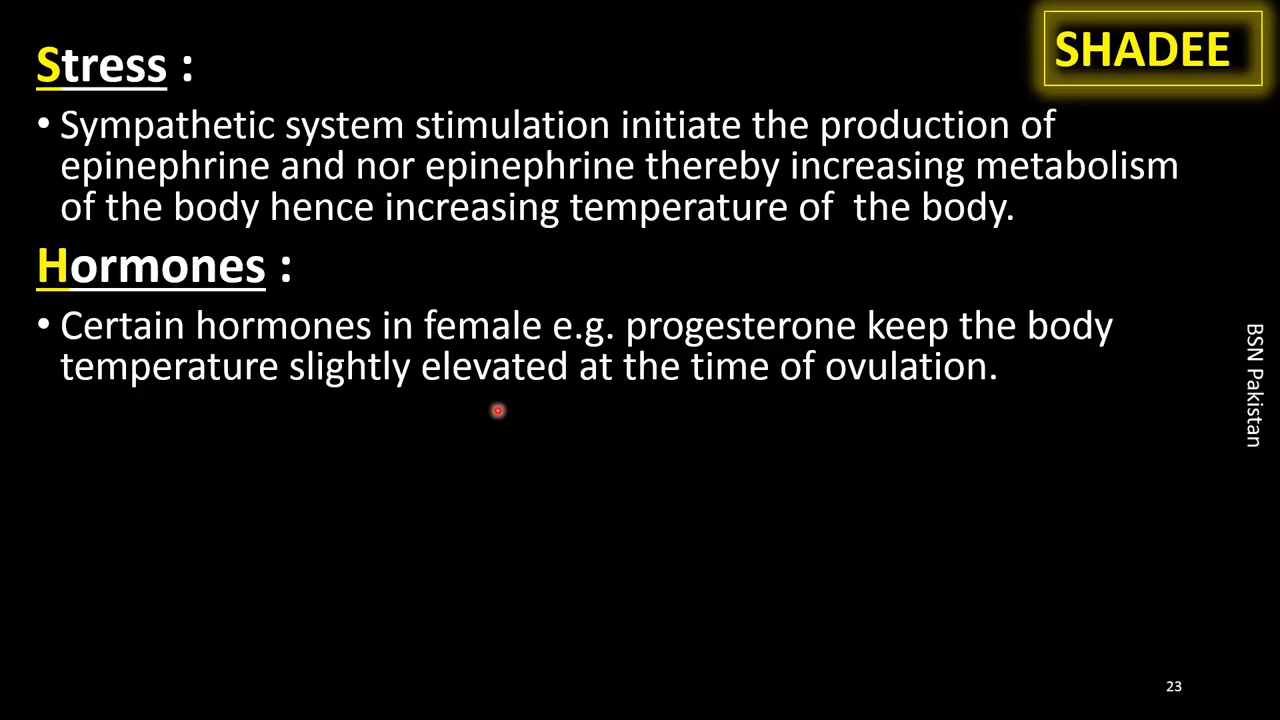 SHADEE
Stress :
• Sympathetic system stimulation initiate the production of
epinephrine and nor epinephrine thereby increasing metabolism
of the body hence increasing temperature of  the body.
Hormones :
• Certain hormones in female e.g. progesterone keep the body
temperature slightly elevated at the time of ovulation.
BSN Pakistan
23